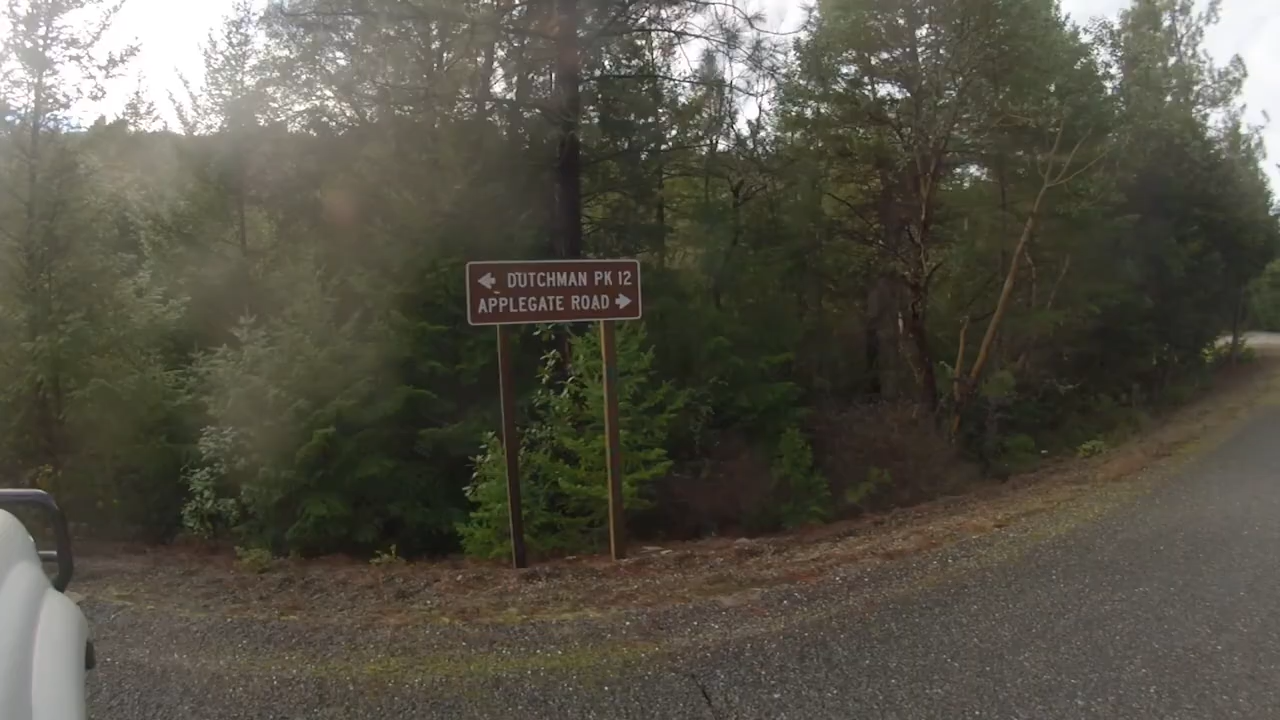 ← DUTCHMAN PK 12
APPLEGATE ROAD →